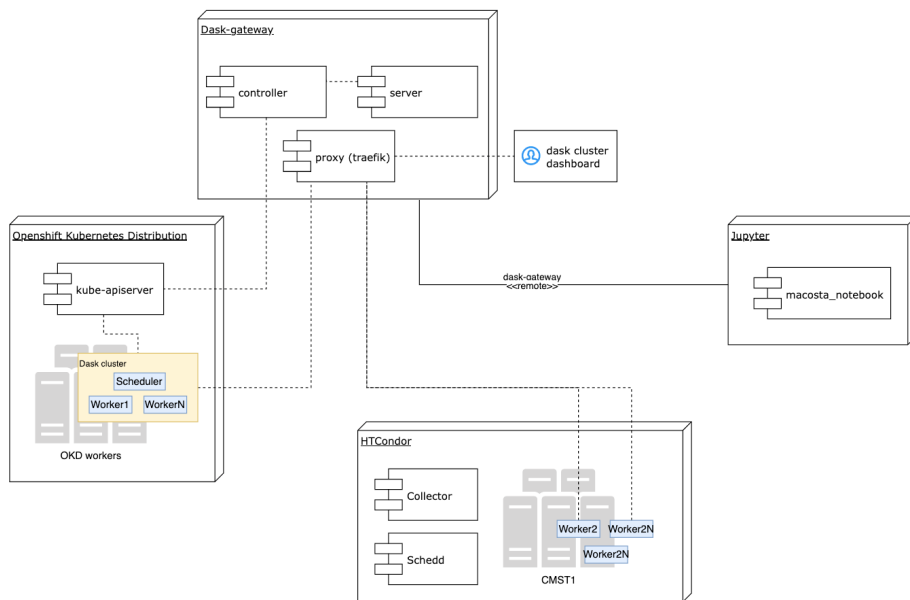 Dask-gateway
controller
server
proxy (traefik)
dask cluster
dashboard
Openshift Kubernetes Distribution
kube-apiserver
Dask cluster
Scheduler
Worker1
WorkerN
OKD workers
dask-gateway
<<remote>>
Jupyter
macosta_notebook
HTCondor
Collector
Schedd
Worker2
Worker2N
Worker2N
CMST1